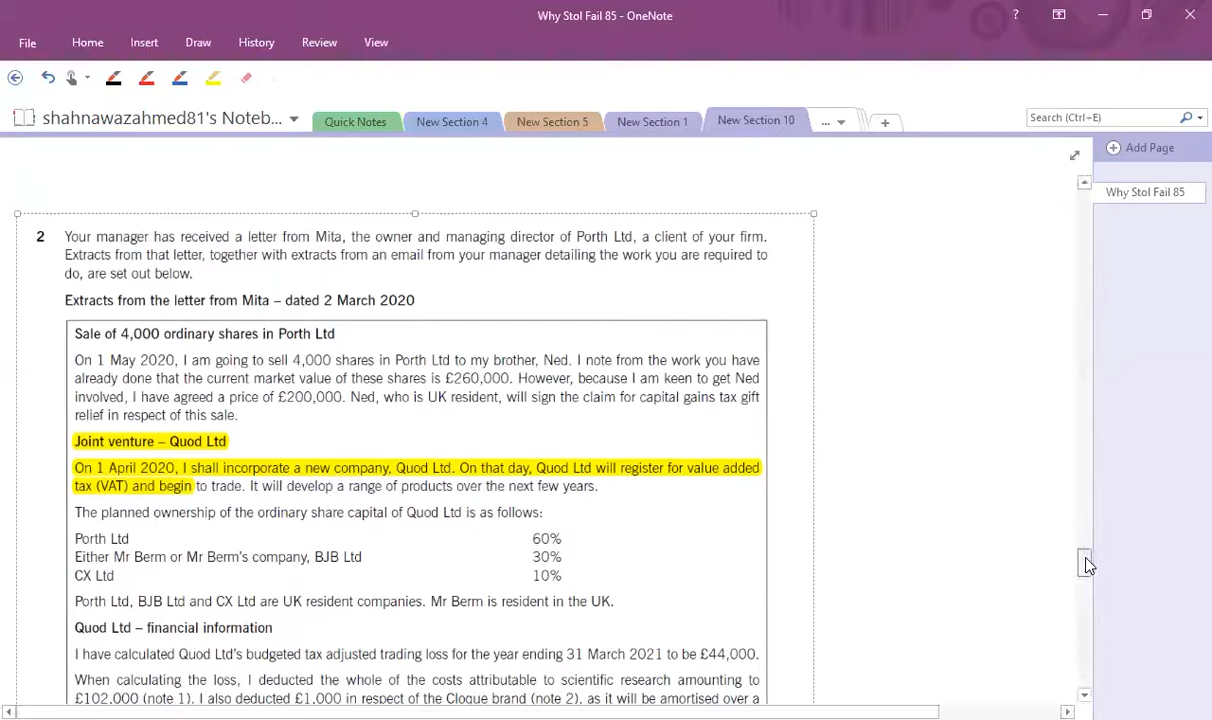 Why Stol Fail 85 - OneNote
?
File Home Insert Draw History Review View
shahnawazahmed81's Noteb... Quick Notes New Section 4 New Section 5 New Section 1 New Section 10 ... + Search (Ctrl+E)
Add Page
Why Stol Fail 85
2 Your manager has received a letter from Mita, the owner and managing director of Porth Ltd, a client of your firm.
Extracts from that letter, together with extracts from an email from your manager detailing the work you are required to
do, are set out below.
Extracts from the letter from Mita – dated 2 March 2020
Sale of 4,000 ordinary shares in Porth Ltd
On 1 May 2020, I am going to sell 4,000 shares in Porth Ltd to my brother, Ned. I note from the work you have
already done that the current market value of these shares is £260,000. However, because I am keen to get Ned
involved, I have agreed a price of £200,000. Ned, who is UK resident, will sign the claim for capital gains tax gift
relief in respect of this sale.
Joint venture – Quod Ltd
On 1 April 2020, I shall incorporate a new company, Quod Ltd. On that day, Quod Ltd will register for value added
tax (VAT) and begin to trade. It will develop a range of products over the next few years.
The planned ownership of the ordinary share capital of Quod Ltd is as follows:
Porth Ltd 60%
Either Mr Berm or Mr Berm's company, BJB Ltd 30%
CX Ltd 10%
Porth Ltd, BJB Ltd and CX Ltd are UK resident companies. Mr Berm is resident in the UK.
Quod Ltd – financial information
I have calculated Quod Ltd's budgeted tax adjusted trading loss for the year ending 31 March 2021 to be £44,000.
When calculating the loss, I deducted the whole of the costs attributable to scientific research amounting to
£102,000 (note 1). I also deducted £1,000 in respect of the Cloque brand (note 2), as it will be amortised over a